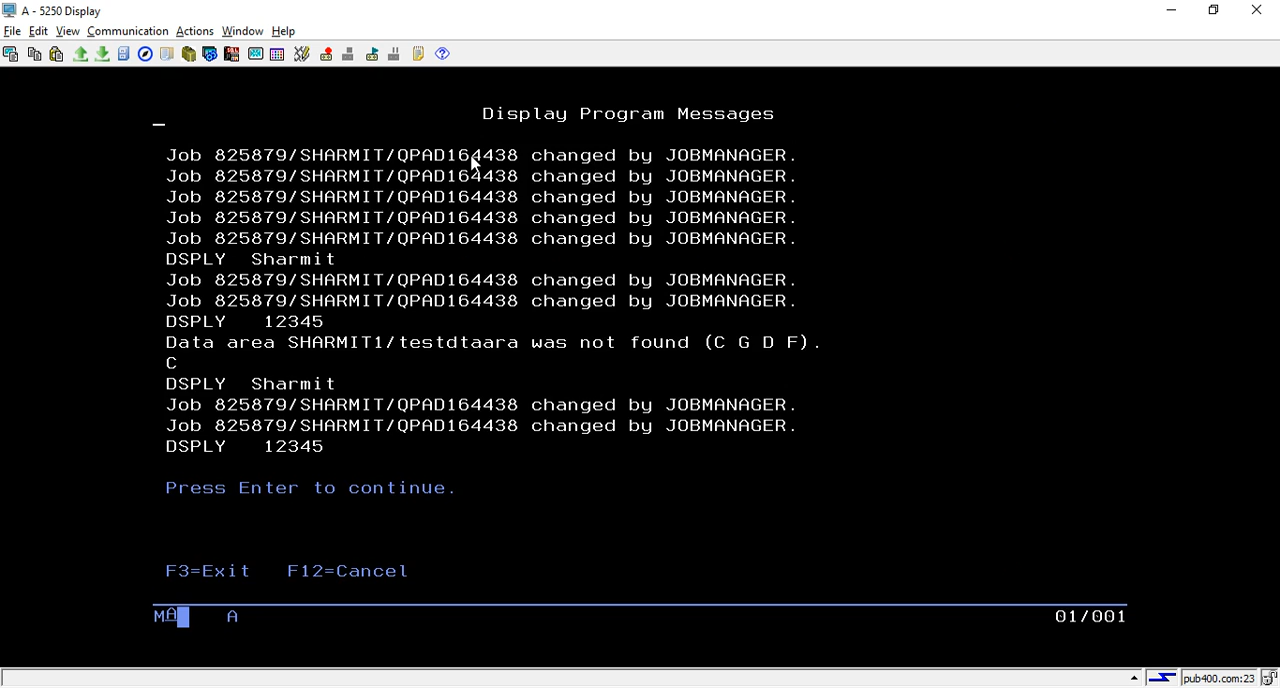 A - 5250 Display
File Edit View Communication Actions Window Help
Display Program Messages
Job 825879/SHARMIT/QPAD164438 changed by JOBMANAGER.
Job 825879/SHARMIT/QPAD164438 changed by JOBMANAGER.
Job 825879/SHARMIT/QPAD164438 changed by JOBMANAGER.
Job 825879/SHARMIT/QPAD164438 changed by JOBMANAGER.
Job 825879/SHARMIT/QPAD164438 changed by JOBMANAGER.
DSPLY  Sharmit
Job 825879/SHARMIT/QPAD164438 changed by JOBMANAGER.
Job 825879/SHARMIT/QPAD164438 changed by JOBMANAGER.
DSPLY   12345
Data area SHARMIT1/testdtaara was not found (C G D F).
C
DSPLY  Sharmit
Job 825879/SHARMIT/QPAD164438 changed by JOBMANAGER.
Job 825879/SHARMIT/QPAD164438 changed by JOBMANAGER.
DSPLY   12345
Press Enter to continue.
F3=Exit   F12=Cancel
MA    A    01/001
pub400.com:23